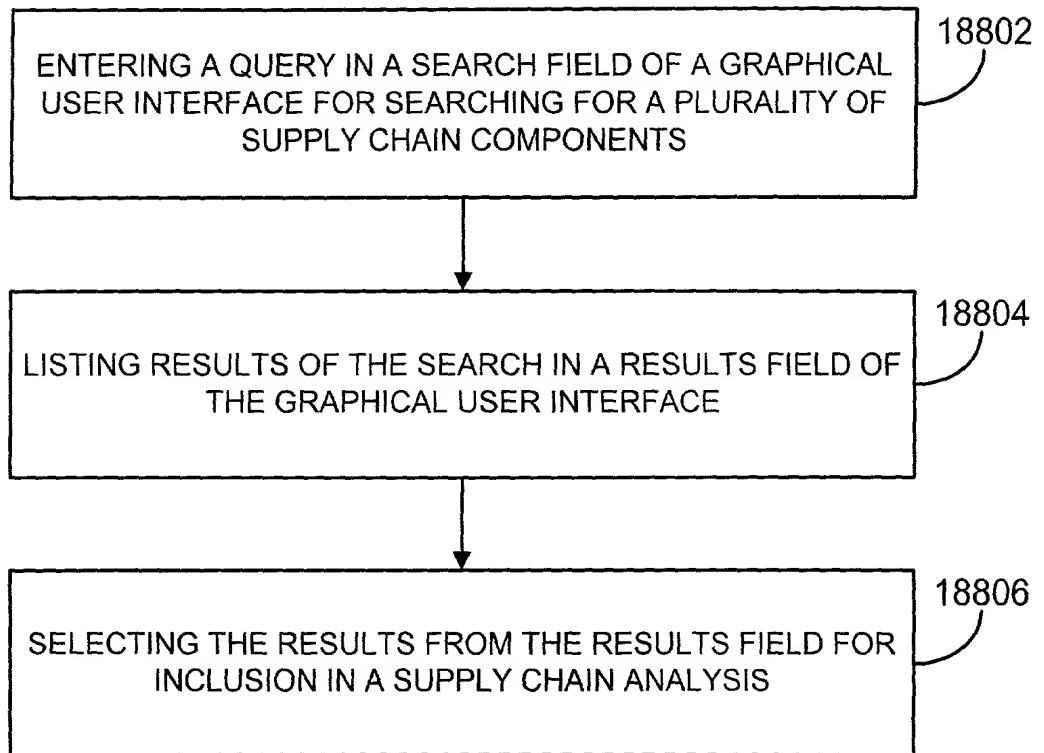 18802
ENTERING A QUERY IN A SEARCH FIELD OF A GRAPHICAL
USER INTERFACE FOR SEARCHING FOR A PLURALITY OF
SUPPLY CHAIN COMPONENTS
18804
LISTING RESULTS OF THE SEARCH IN A RESULTS FIELD OF
THE GRAPHICAL USER INTERFACE
18806
SELECTING THE RESULTS FROM THE RESULTS FIELD FOR
INCLUSION IN A SUPPLY CHAIN ANALYSIS